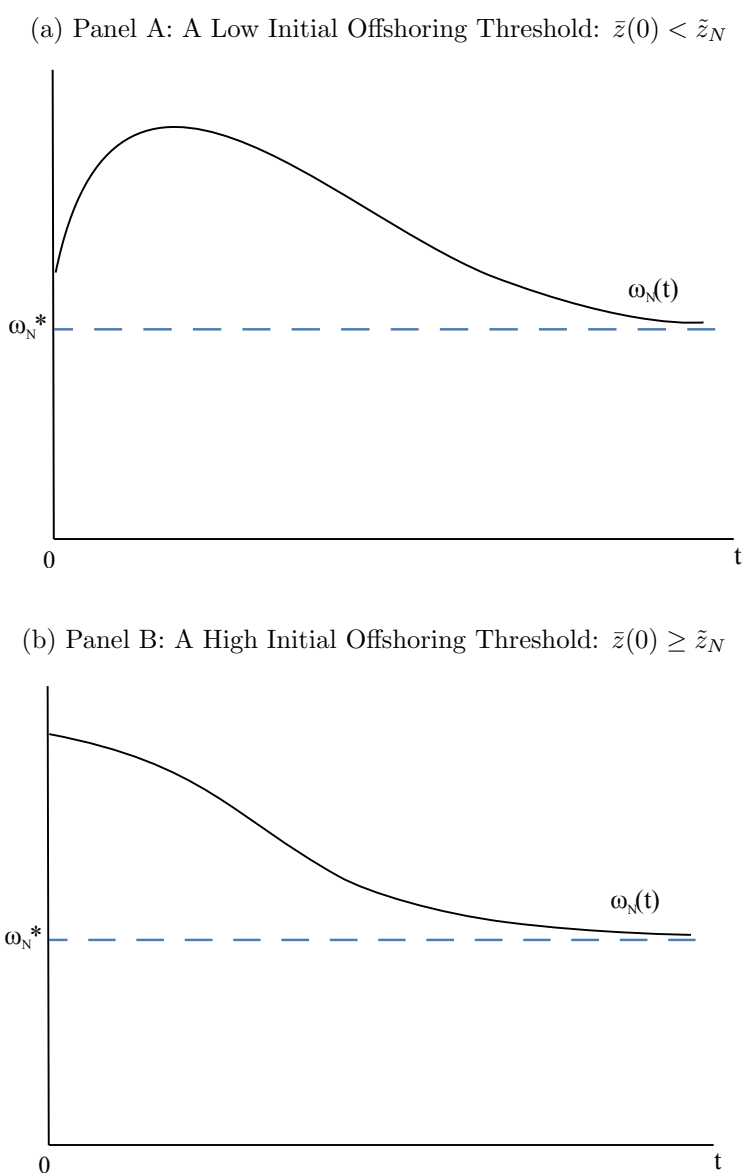 (a) Panel A: A Low Initial Offshoring Threshold: z̄(0) < z̃_N
ω_N(t)
ω_N*
0
t
(b) Panel B: A High Initial Offshoring Threshold: z̄(0) ≥ z̃_N
ω_N(t)
ω_N*
0
t